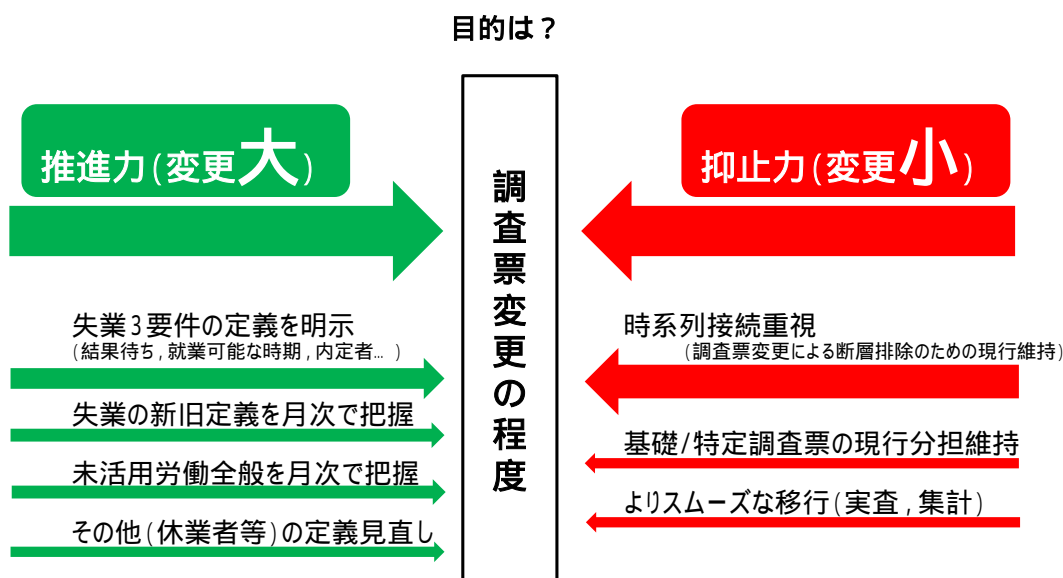 目的は？
推進力(変更大)
抑止力(変更小)
調査票変更の程度
失業3要件の定義を明示
(結果待ち,就業可能な時期,内定者…)
失業の新旧定義を月次で把握
未活用労働全般を月次で把握
その他(休業者等)の定義見直し
時系列接続重視
(調査票変更による断層排除のための現行維持)
基礎/特定調査票の現行分担維持
よりスムーズな移行(実査,集計)